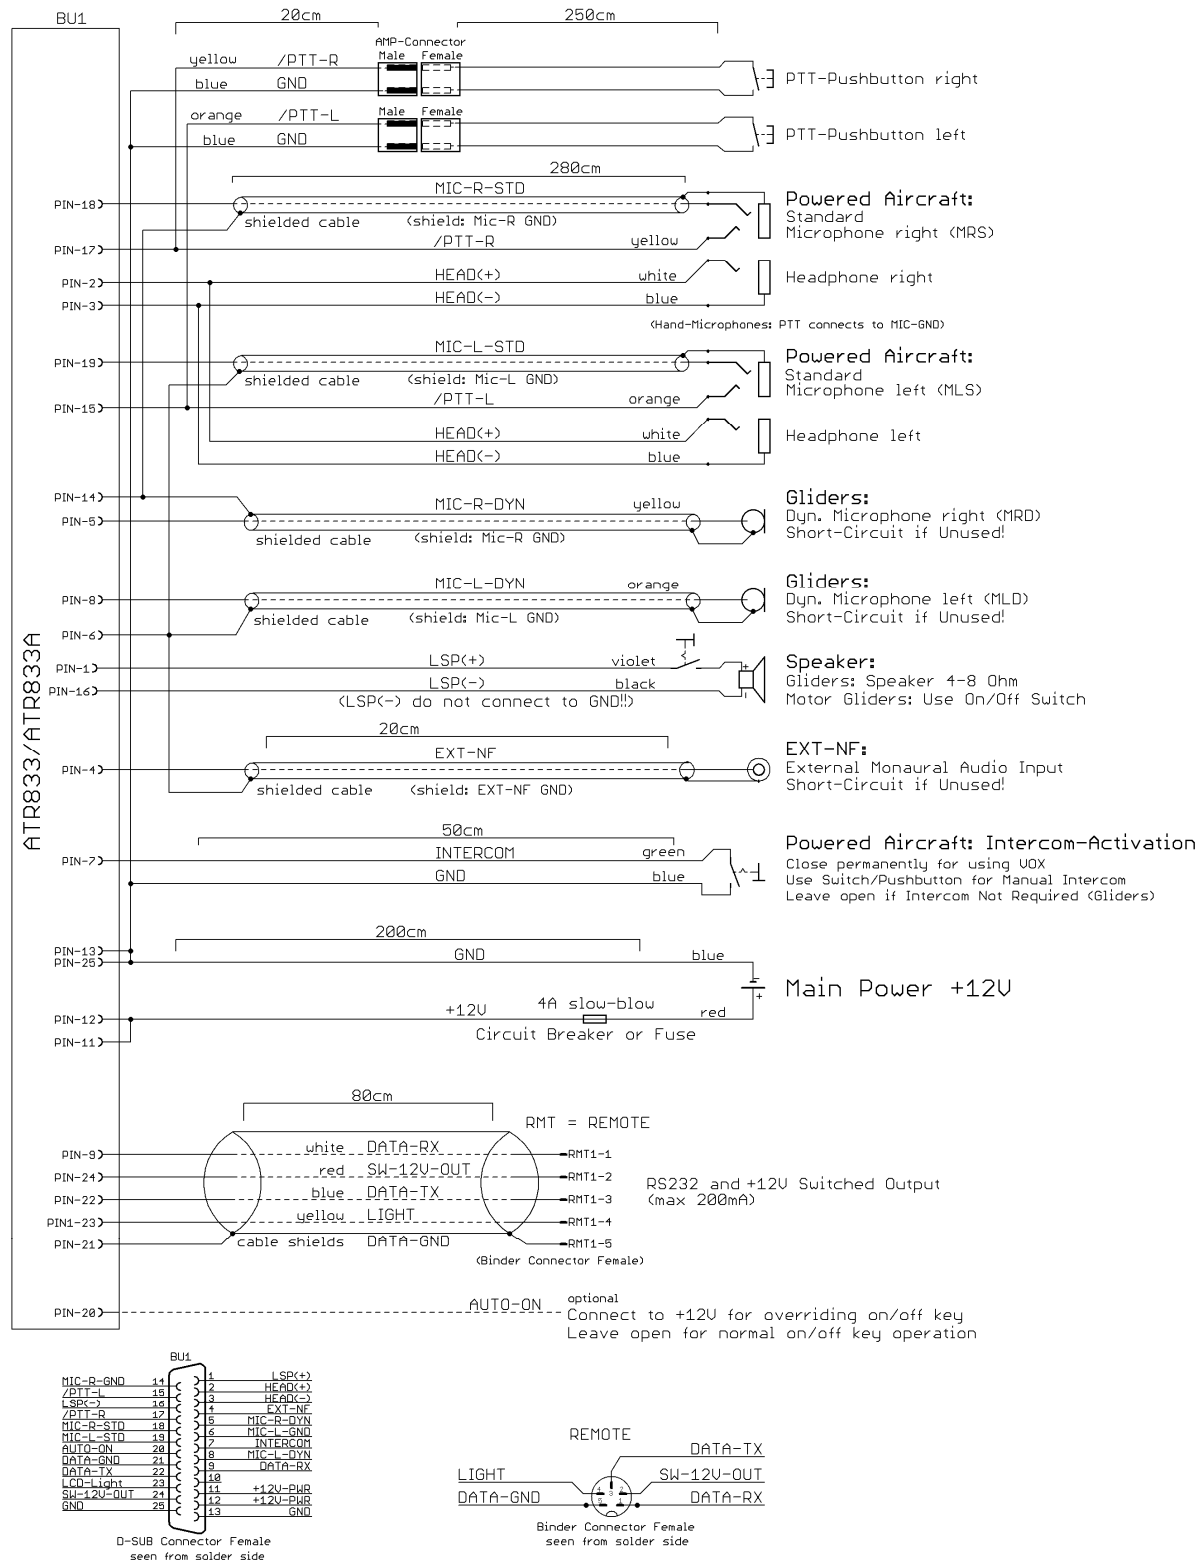 BU1
20cm
250cm
AMP-Connector
Male Female
yellow /PTT-R
blue GND
PTT-Pushbutton right
Male Female
orange /PTT-L
blue GND
PTT-Pushbutton left
280cm
MIC-R-STD
PIN-18
shielded cable (shield: Mic-R GND)
Powered Aircraft:
Standard
Microphone right (MRS)
PIN-17 /PTT-R yellow
PIN-2 HEAD(+) white
Headphone right
PIN-3 HEAD(-) blue
(Hand-Microphones: PTT connects to MIC-GND)
MIC-L-STD
PIN-19
shielded cable (shield: Mic-L GND)
Powered Aircraft:
Standard
Microphone left (MLS)
PIN-15 /PTT-L orange
HEAD(+) white
Headphone left
HEAD(-) blue
PIN-14
MIC-R-DYN yellow
PIN-5
shielded cable (shield: Mic-R GND)
Gliders:
Dyn. Microphone right (MRD)
Short-Circuit if Unused!
MIC-L-DYN orange
PIN-8
shielded cable (shield: Mic-L GND)
PIN-6
Gliders:
Dyn. Microphone left (MLD)
Short-Circuit if Unused!
PIN-1 LSP(+) violet
PIN-16 LSP(-) black
(LSP(-) do not connect to GND!!)
Speaker:
Gliders: Speaker 4-8 Ohm
Motor Gliders: Use On/Off Switch
ATR833/ATR833A
20cm
EXT-NF
PIN-4
shielded cable (shield: EXT-NF GND)
EXT-NF:
External Monaural Audio Input
Short-Circuit if Unused!
50cm
PIN-7 INTERCOM green
GND blue
Powered Aircraft: Intercom-Activation
Close permanently for using VOX
Use Switch/Pushbutton for Manual Intercom
Leave open if Intercom Not Required (Gliders)
200cm
PIN-13
PIN-25 GND blue
- +
Main Power +12V
PIN-12 +12V 4A slow-blow red
Circuit Breaker or Fuse
PIN-11
80cm
RMT = REMOTE
PIN-9 white DATA-RX RMT1-1
PIN-24 red SW-12V-OUT RMT1-2
PIN-22 blue DATA-TX RMT1-3
PIN1-23 yellow LIGHT RMT1-4
PIN-21 cable shields DATA-GND RMT1-5
RS232 and +12V Switched Output
(max 200mA)
(Binder Connector Female)
PIN-20 AUTO-ON
optional
Connect to +12V for overriding on/off key
Leave open for normal on/off key operation
BU1
MIC-R-GND 14
/PTT-L 15
LSP(-) 16
/PTT-R 17
MIC-R-STD 18
MIC-L-STD 19
AUTO-ON 20
DATA-GND 21
DATA-TX 22
LCD-Light 23
SW-12V-OUT 24
GND 25
1 LSP(+)
2 HEAD(+)
3 HEAD(-)
4 EXT-NF
5 MIC-R-DYN
6 MIC-L-GND
7 INTERCOM
8 MIC-L-DYN
9 DATA-RX
10
11 +12V-PWR
12 +12V-PWR
13 GND
D-SUB Connector Female
seen from solder side
REMOTE
DATA-TX
LIGHT SW-12V-OUT
DATA-GND DATA-RX
4 3 2
5 1
Binder Connector Female
seen from solder side